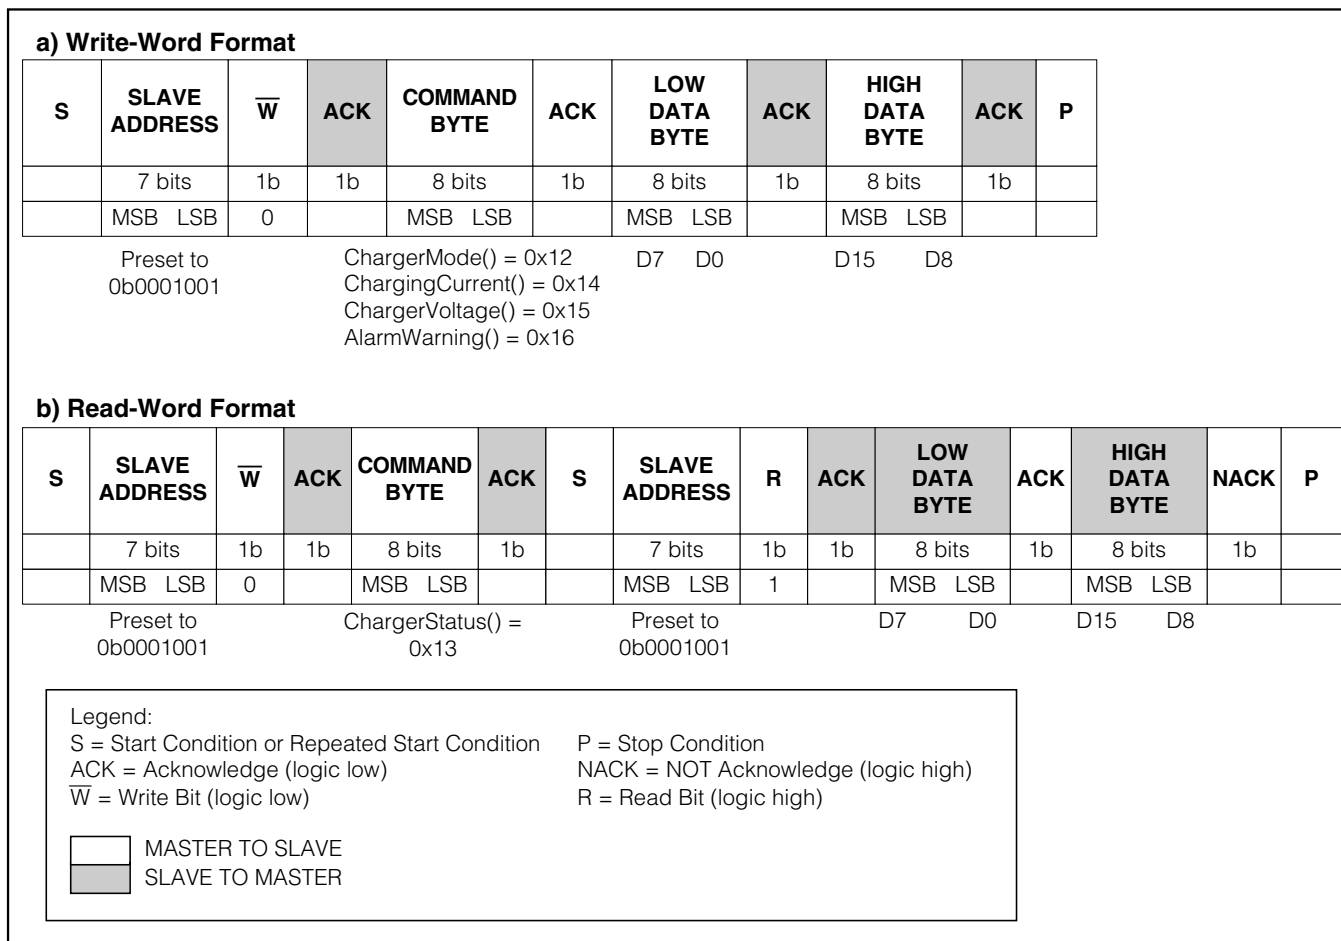 a) Write-Word Format
S SLAVE ADDRESS W̅ ACK COMMAND BYTE ACK LOW DATA BYTE ACK HIGH DATA BYTE ACK P
7 bits 1b 1b 8 bits 1b 8 bits 1b 8 bits 1b
MSB LSB 0 MSB LSB MSB LSB MSB LSB
Preset to 0b0001001
ChargerMode() = 0x12
ChargingCurrent() = 0x14
ChargerVoltage() = 0x15
AlarmWarning() = 0x16
D7 D0 D15 D8
b) Read-Word Format
S SLAVE ADDRESS W̅ ACK COMMAND BYTE ACK S SLAVE ADDRESS R ACK LOW DATA BYTE ACK HIGH DATA BYTE NACK P
7 bits 1b 1b 8 bits 1b 7 bits 1b 1b 8 bits 1b 8 bits 1b
MSB LSB 0 MSB LSB MSB LSB 1 MSB LSB MSB LSB
Preset to 0b0001001
ChargerStatus() = 0x13
Preset to 0b0001001
D7 D0 D15 D8
Legend:
S = Start Condition or Repeated Start Condition P = Stop Condition
ACK = Acknowledge (logic low) NACK = NOT Acknowledge (logic high)
W̅ = Write Bit (logic low) R = Read Bit (logic high)
MASTER TO SLAVE
SLAVE TO MASTER